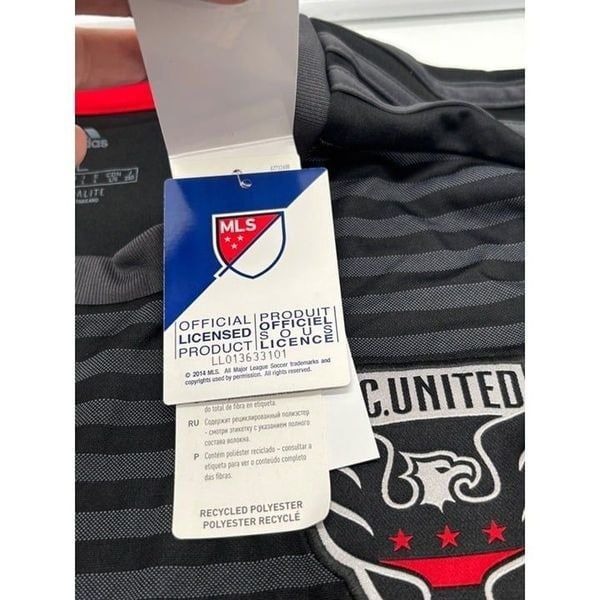 MLS
OFFICIAL
LICENSED
PRODUCT
PRODUIT
OFFICIEL
SOUS
LICENCE
LL013633101
© 2014 MLS. All Major League Soccer trademarks and
copyrights used by permission. All rights reserved.
do total de fibra en etiqueta.
RU Содержит рециклированный полиэстер
- смотри этикетку с указанием полного
состава волокна.
P Contém poliéster reciclado – consultar a
etiqueta para ver o conteúdo completo
das fibras.
RECYCLED POLYESTER
POLYESTER RECYCLÉ
C.UNITED